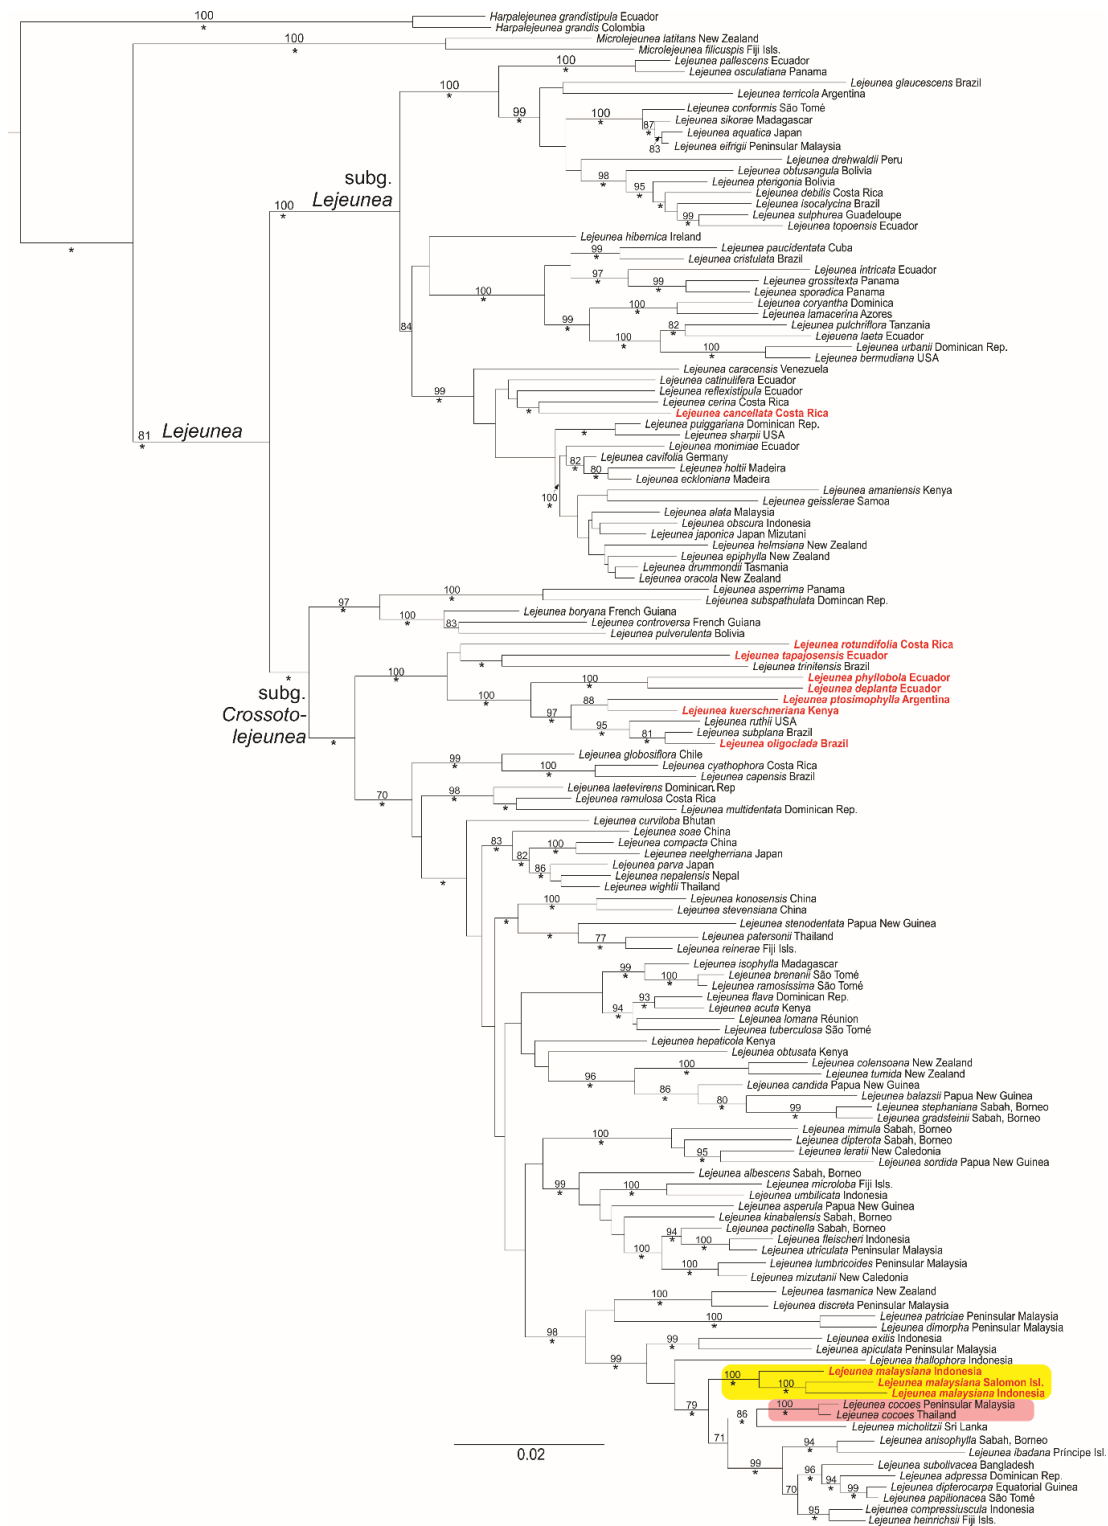 Harpalejeunea grandistipula Ecuador
100
*
Harpalejeunea grandis Colombia
Microlejeunea latitans New Zealand
100
*
Microlejeunea filicuspis Fiji Isls.
Lejeunea pallescens Ecuador
100
*
Lejeunea osculatiana Panama
100
*
Lejeunea glaucescens Brazil
Lejeunea terricola Argentina
99
*
Lejeunea conformis São Tomé
100
*
Lejeunea sikorae Madagascar
87
*
Lejeunea aquatica Japan
Lejeunea eifrigii Peninsular Malaysia
83
Lejeunea drehwaldii Peru
Lejeunea obtusangula Bolivia
98
*
Lejeunea pterigonia Bolivia
95
*
Lejeunea debilis Costa Rica
*
Lejeunea isocalycina Brazil
Lejeunea sulphurea Guadeloupe
99
*
Lejeunea topoensis Ecuador
subg.
Lejeunea
100
*
*
Lejeunea hibernica Ireland
Lejeunea paucidentata Cuba
99
*
Lejeunea cristulata Brazil
Lejeunea intricata Ecuador
97
*
Lejeunea grossitexta Panama
99
*
Lejeunea sporadica Panama
100
*
Lejeunea coryantha Dominica
100
*
Lejeunea lamacerina Azores
99
*
Lejeunea pulchriflora Tanzania
82
*
Lejeuena laeta Ecuador
84
100
*
Lejeunea urbanii Dominican Rep.
100
*
Lejeunea bermudiana USA
Lejeunea caracensis Venezuela
Lejeunea catinulifera Ecuador
99
*
Lejeunea reflexistipula Ecuador
Lejeunea cerina Costa Rica
*
Lejeunea cancellata Costa Rica
Lejeunea puiggariana Dominican Rep.
*
Lejeunea sharpii USA
81
*
Lejeunea
Lejeunea monimiae Ecuador
Lejeunea cavifolia Germany
82
*
Lejeunea holtii Madeira
80
*
Lejeunea eckloniana Madeira
Lejeunea amaniensis Kenya
100
*
Lejeunea geisslerae Samoa
Lejeunea alata Malaysia
Lejeunea obscura Indonesia
Lejeunea japonica Japan Mizutani
Lejeunea helmsiana New Zealand
Lejeunea epiphylla New Zealand
Lejeunea drummondii Tasmania
Lejeunea oracola New Zealand
Lejeunea asperrima Panama
100
*
Lejeunea subspathulata Domincan Rep.
97
*
Lejeunea boryana French Guiana
100
*
Lejeunea controversa French Guiana
83
Lejeunea pulverulenta Bolivia
Lejeunea rotundifolia Costa Rica
Lejeunea tapajosensis Ecuador
*
Lejeunea trinitensis Brazil
100
*
*
Lejeunea phyllobola Ecuador
100
*
Lejeunea deplanta Ecuador
subg.
Crossoto-
lejeunea
100
*
Lejeunea ptosimophylla Argentina
88
Lejeunea kuerschneriana Kenya
97
*
Lejeunea ruthii USA
95
*
Lejeunea subplana Brazil
81
*
Lejeunea oligoclada Brazil
*
Lejeunea globosiflora Chile
99
*
Lejeunea cyathophora Costa Rica
100
*
Lejeunea capensis Brazil
Lejeunea laetevirens Dominican.Rep
98
*
Lejeunea ramulosa Costa Rica
*
Lejeunea multidentata Dominican Rep.
70
*
Lejeunea curviloba Bhutan
Lejeunea soae China
83
*
Lejeunea compacta China
100
*
Lejeunea neelgherriana Japan
82
*
Lejeunea parva Japan
86
*
Lejeunea nepalensis Nepal
Lejeunea wightii Thailand
*
Lejeunea konosensis China
100
*
Lejeunea stevensiana China
*
Lejeunea stenodentata Papua New Guinea
*
Lejeunea patersonii Thailand
77
*
Lejeunea reinerae Fiji Isls.
Lejeunea isophylla Madagascar
99
*
Lejeunea brenanii São Tomé
100
*
Lejeunea ramosissima São Tomé
Lejeunea flava Dominican Rep.
93
*
Lejeunea acuta Kenya
94
*
Lejeunea lomana Réunion
Lejeunea tuberculosa São Tomé
Lejeunea hepaticola Kenya
Lejeunea obtusata Kenya
Lejeunea colensoana New Zealand
100
*
Lejeunea tumida New Zealand
96
*
Lejeunea candida Papua New Guinea
86
*
Lejeunea balazsii Papua New Guinea
80
*
Lejeunea stephaniana Sabah, Borneo
99
*
Lejeunea gradsteinii Sabah, Borneo
Lejeunea mimula Sabah, Borneo
100
*
Lejeunea dipterota Sabah, Borneo
Lejeunea leratii New Caledonia
95
*
Lejeunea sordida Papua New Guinea
Lejeunea albescens Sabah, Borneo
99
*
Lejeunea microloba Fiji Isls.
100
*
Lejeunea umbilicata Indonesia
Lejeunea asperula Papua New Guinea
Lejeunea kinabalensis Sabah, Borneo
Lejeunea pectinella Sabah, Borneo
94
*
Lejeunea fleischeri Indonesia
100
*
Lejeunea utriculata Peninsular Malaysia
100
*
Lejeunea lumbricoides Peninsular Malaysia
100
*
Lejeunea mizutanii New Caledonia
Lejeunea tasmanica New Zealand
100
*
Lejeunea discreta Peninsular Malaysia
Lejeunea patriciae Peninsular Malaysia
100
*
Lejeunea dimorpha Peninsular Malaysia
98
*
Lejeunea exilis Indonesia
99
*
Lejeunea apiculata Peninsular Malaysia
99
*
Lejeunea thallophora Indonesia
Lejeunea malaysiana Indonesia
100
*
Lejeunea malaysiana Salomon Isl.
100
*
Lejeunea malaysiana Indonesia
79
*
Lejeunea cocoes Peninsular Malaysia
100
*
Lejeunea cocoes Thailand
86
*
Lejeunea micholitzii Sri Lanka
71
Lejeunea anisophylla Sabah, Borneo
94
*
Lejeunea ibadana Príncipe Isl.
99
*
Lejeunea subolivacea Bangladesh
96
*
Lejeunea adpressa Dominican Rep.
94
*
Lejeunea dipterocarpa Equatorial Guinea
99
*
Lejeunea papilionacea São Tomé
70
Lejeunea compressiuscula Indonesia
95
*
Lejeunea heinrichsii Fiji Isls.
0.02